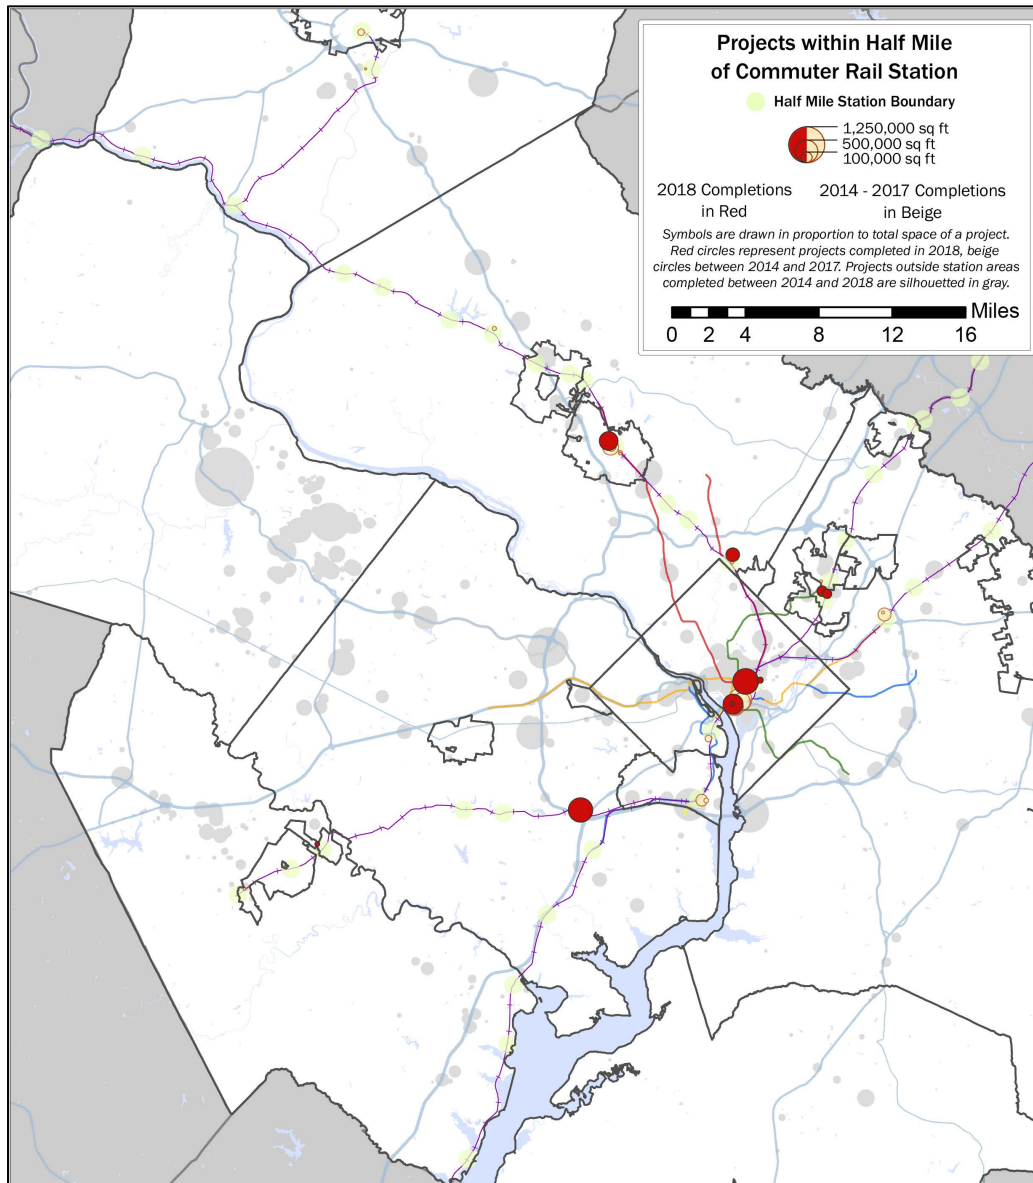 Projects within Half Mile
of Commuter Rail Station
Half Mile Station Boundary
1,250,000 sq ft
500,000 sq ft
100,000 sq ft
2018 Completions
in Red
2014 - 2017 Completions
in Beige
Symbols are drawn in proportion to total space of a project.
Red circles represent projects completed in 2018, beige
circles between 2014 and 2017. Projects outside station areas
completed between 2014 and 2018 are silhouetted in gray.
Miles
0 1 2 4 8 12 16